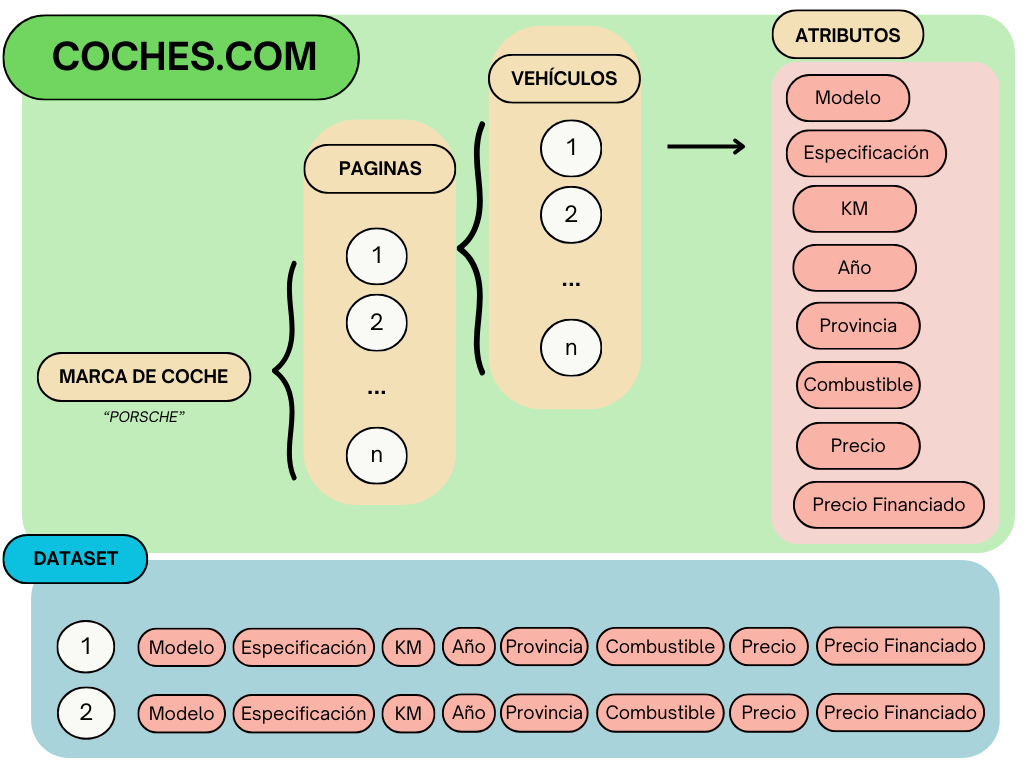 COCHES.COM
MARCA DE COCHE
“PORSCHE”
PAGINAS
1
2
...
n
VEHÍCULOS
1
2
...
n
ATRIBUTOS
Modelo
Especificación
KM
Año
Provincia
Combustible
Precio
Precio Financiado
DATASET
1 Modelo Especificación KM Año Provincia Combustible Precio Precio Financiado
2 Modelo Especificación KM Año Provincia Combustible Precio Precio Financiado